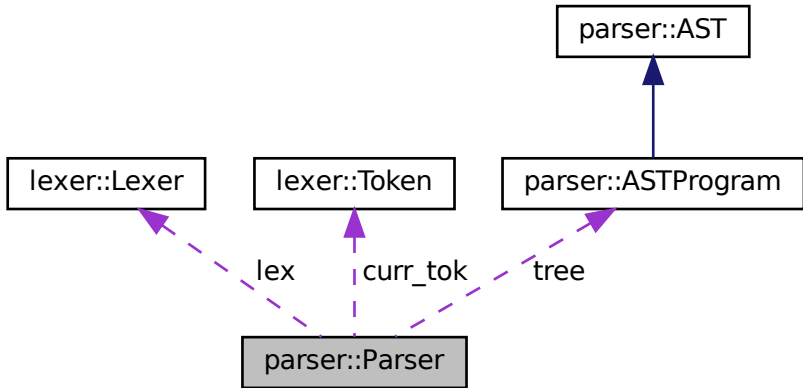 parser::AST
lexer::Lexer
lexer::Token
parser::ASTProgram
lex
curr_tok
tree
parser::Parser